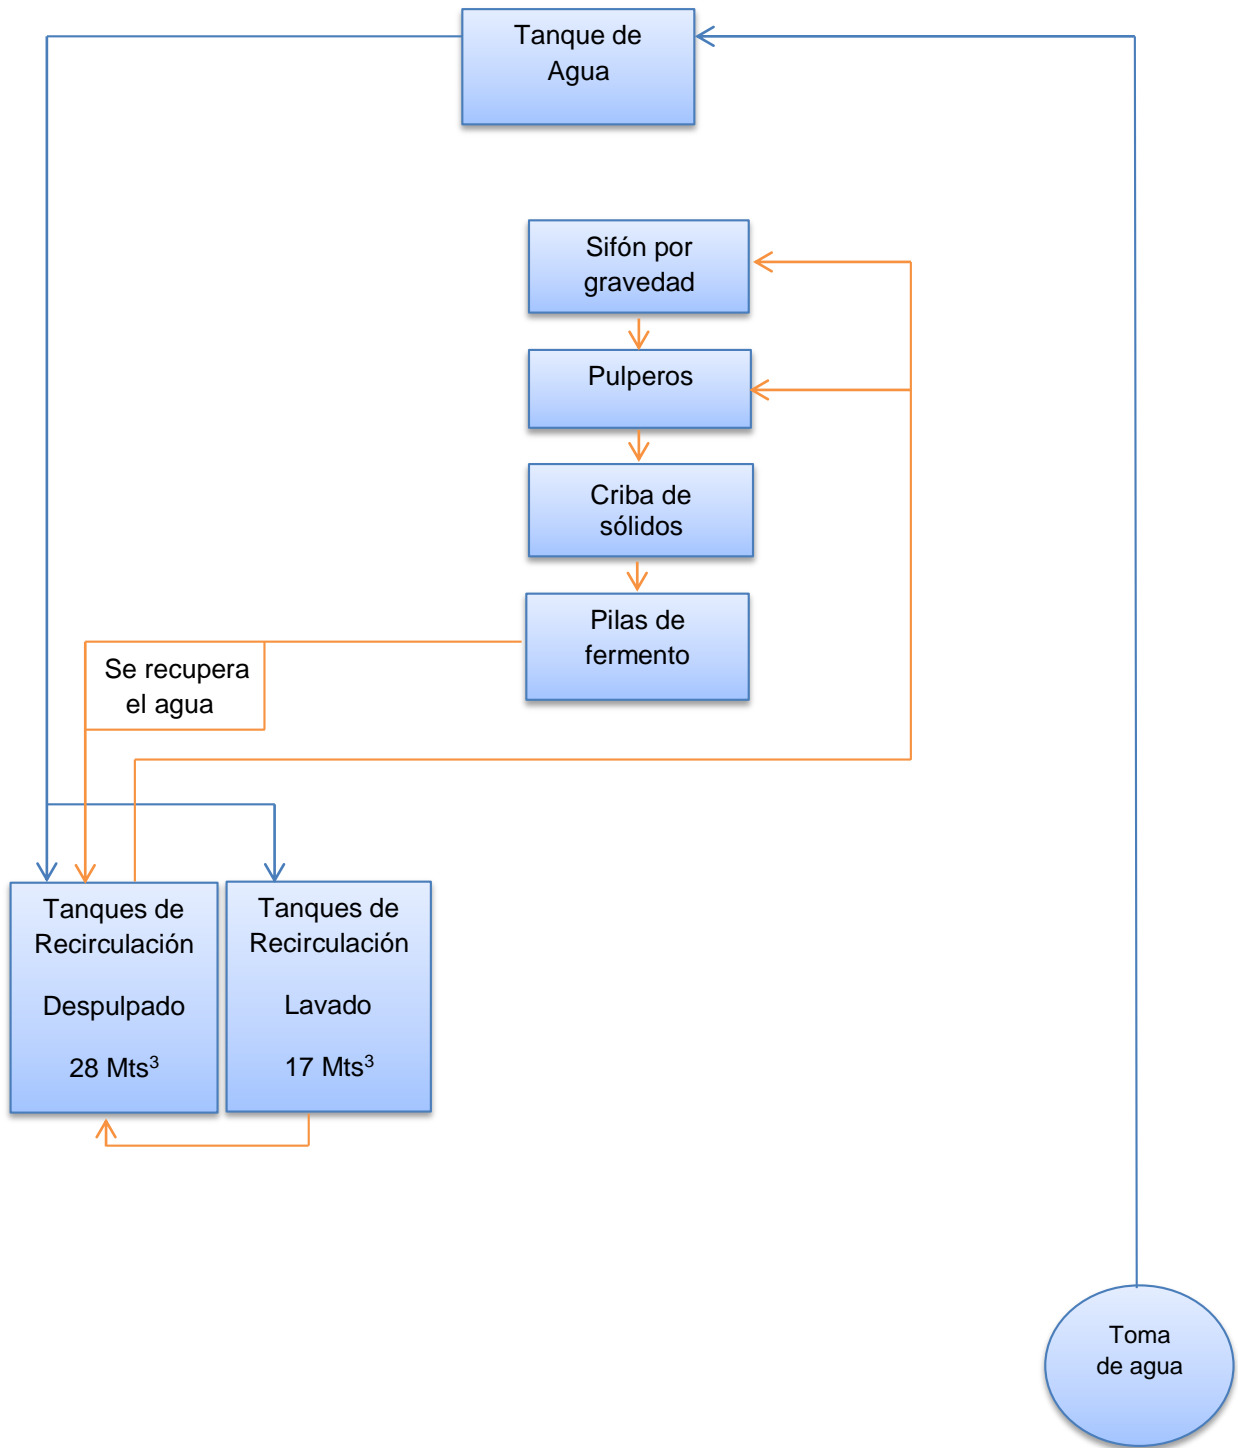 Tanque de
Agua
Sifón por
gravedad
Pulperos
Criba de
sólidos
Pilas de
fermento
Se recupera
el agua
Tanques de
Recirculación
Despulpado
28 Mts³
Tanques de
Recirculación
Lavado
17 Mts³
Toma
de agua